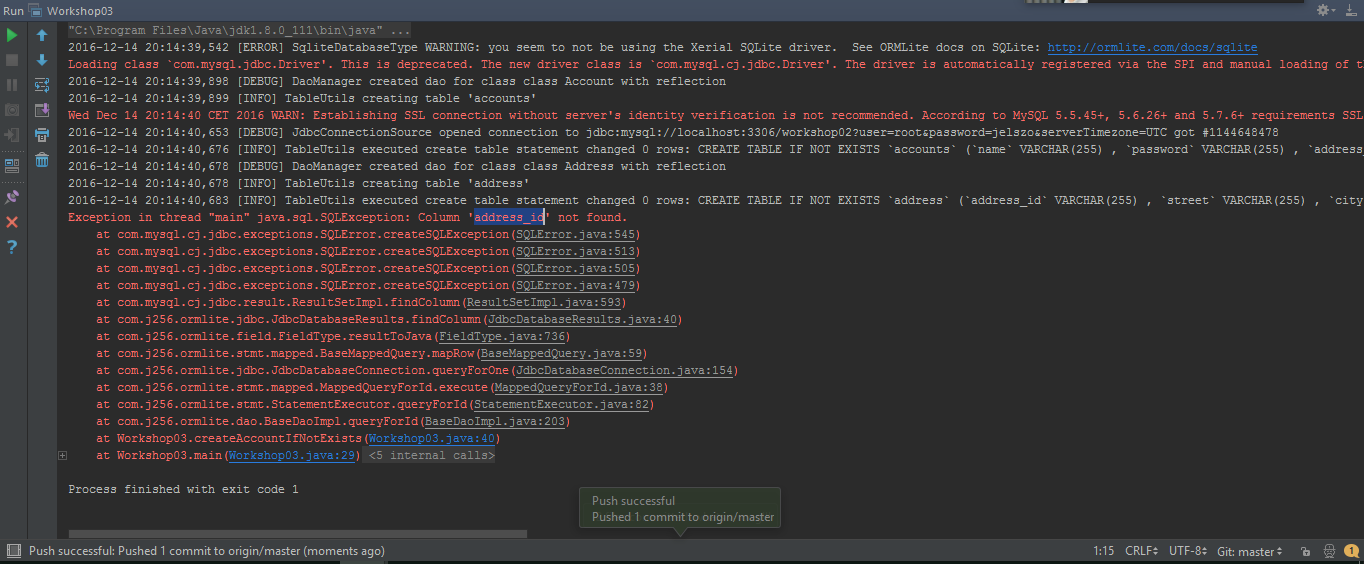 Run Workshop03
"C:\Program Files\Java\jdk1.8.0_111\bin\java" ...
2016-12-14 20:14:39,542 [ERROR] SqliteDatabaseType WARNING: you seem to not be using the Xerial SQLite driver.  See ORMLite docs on SQLite: http://ormlite.com/docs/sqlite
Loading class `com.mysql.jdbc.Driver'. This is deprecated. The new driver class is `com.mysql.cj.jdbc.Driver'. The driver is automatically registered via the SPI and manual loading of t
2016-12-14 20:14:39,898 [DEBUG] DaoManager created dao for class class Account with reflection
2016-12-14 20:14:39,899 [INFO] TableUtils creating table 'accounts'
Wed Dec 14 20:14:40 CET 2016 WARN: Establishing SSL connection without server's identity verification is not recommended. According to MySQL 5.5.45+, 5.6.26+ and 5.7.6+ requirements SSL
2016-12-14 20:14:40,653 [DEBUG] JdbcConnectionSource opened connection to jdbc:mysql://localhost:3306/workshop02?user=root&password=jelszo&serverTimezone=UTC got #1144648478
2016-12-14 20:14:40,676 [INFO] TableUtils executed create table statement changed 0 rows: CREATE TABLE IF NOT EXISTS `accounts` (`name` VARCHAR(255) , `password` VARCHAR(255) , `address_
2016-12-14 20:14:40,678 [DEBUG] DaoManager created dao for class class Address with reflection
2016-12-14 20:14:40,678 [INFO] TableUtils creating table 'address'
2016-12-14 20:14:40,683 [INFO] TableUtils executed create table statement changed 0 rows: CREATE TABLE IF NOT EXISTS `address` (`address_id` VARCHAR(255) , `street` VARCHAR(255) , `city
Exception in thread "main" java.sql.SQLException: Column 'address_id' not found.
at com.mysql.cj.jdbc.exceptions.SQLError.createSQLException(SQLError.java:545)
at com.mysql.cj.jdbc.exceptions.SQLError.createSQLException(SQLError.java:513)
at com.mysql.cj.jdbc.exceptions.SQLError.createSQLException(SQLError.java:505)
at com.mysql.cj.jdbc.exceptions.SQLError.createSQLException(SQLError.java:479)
at com.mysql.cj.jdbc.result.ResultSetImpl.findColumn(ResultSetImpl.java:593)
at com.j256.ormlite.jdbc.JdbcDatabaseResults.findColumn(JdbcDatabaseResults.java:40)
at com.j256.ormlite.field.FieldType.resultToJava(FieldType.java:736)
at com.j256.ormlite.stmt.mapped.BaseMappedQuery.mapRow(BaseMappedQuery.java:59)
at com.j256.ormlite.jdbc.JdbcDatabaseConnection.queryForOne(JdbcDatabaseConnection.java:154)
at com.j256.ormlite.stmt.mapped.MappedQueryForId.execute(MappedQueryForId.java:38)
at com.j256.ormlite.stmt.StatementExecutor.queryForId(StatementExecutor.java:82)
at com.j256.ormlite.dao.BaseDaoImpl.queryForId(BaseDaoImpl.java:203)
at Workshop03.createAccountIfNotExists(Workshop03.java:40)
at Workshop03.main(Workshop03.java:29) <5 internal calls>
Process finished with exit code 1
Push successful
Pushed 1 commit to origin/master
Push successful: Pushed 1 commit to origin/master (moments ago)
1:15 CRLF UTF-8 Git: master 1